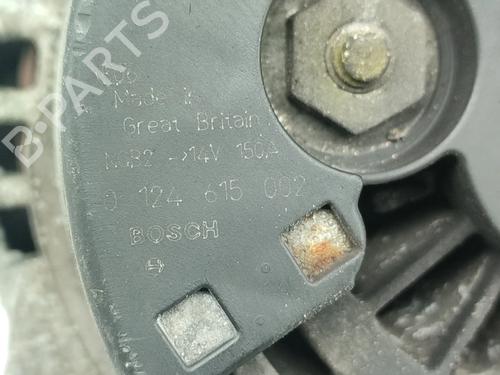 Made in
Great Britain
NCB2 ->14V 150A
0 124 615 002
BOSCH
B-PARTS